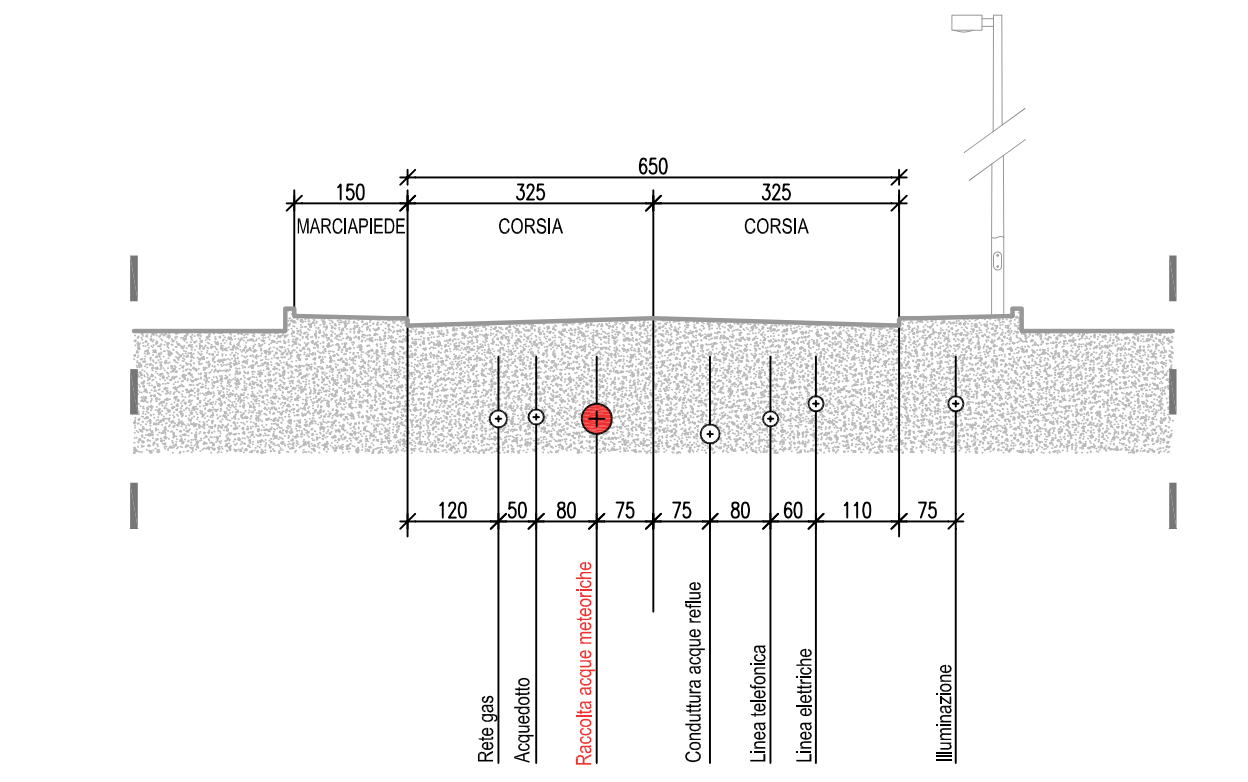 650
150
325
325
MARCIAPIEDE
CORSIA
CORSIA
120
50
80
75
75
80
60
110
75
Rete gas
Acquedotto
Raccolta acque meteoriche
Conduttura acque reflue
Linea telefonica
Linea elettriche
Illuminazione